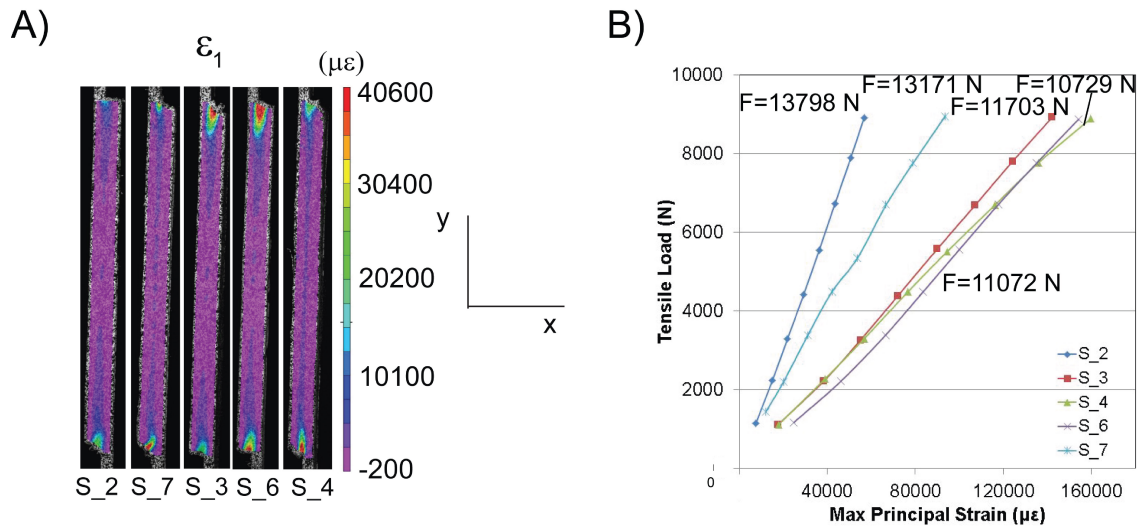 A)
ε1
(µε)
40600
30400
20200
10100
-200
S_2 S_7 S_3 S_6 S_4
y
x
B)
10000
8000
6000
4000
2000
0
Tensile Load (N)
F=13798 N
F=13171 N
F=11703 N
F=10729 N
F=11072 N
S_2
S_3
S_4
S_6
S_7
40000 80000 120000 160000
Max Principal Strain (µε)